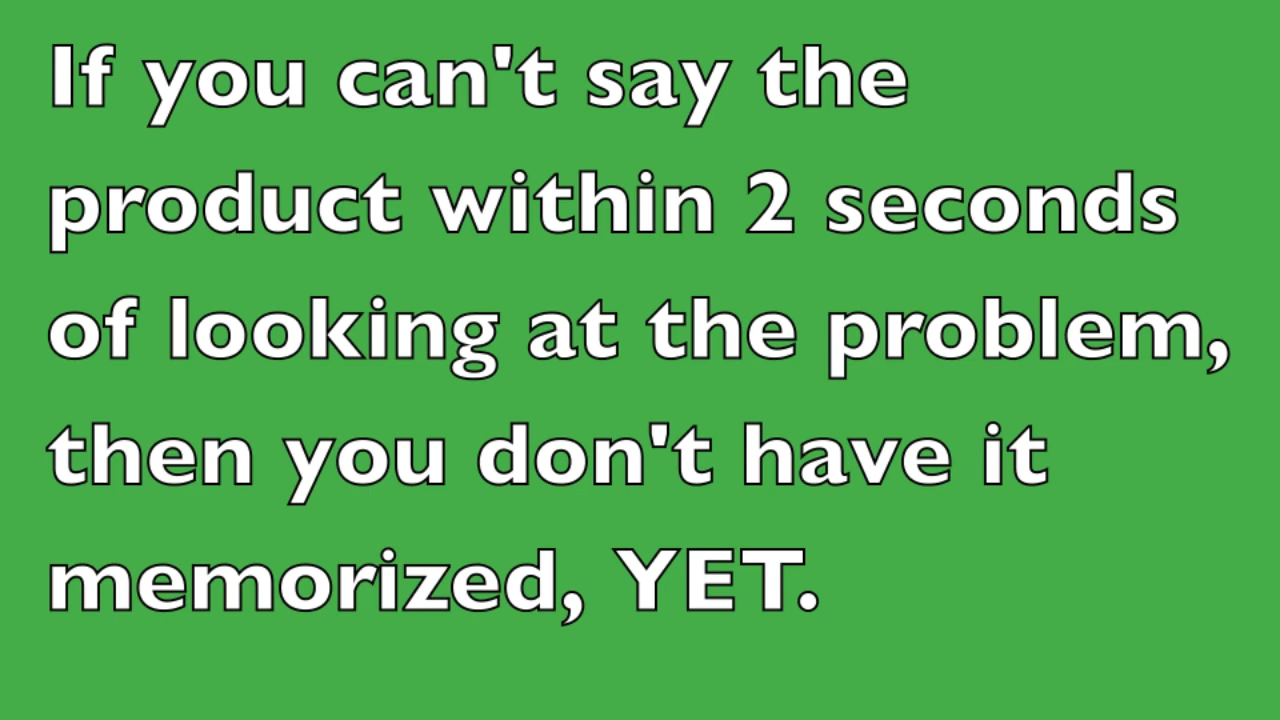 If you can't say the
product within 2 seconds
of looking at the problem,
then you don't have it
memorized, YET.